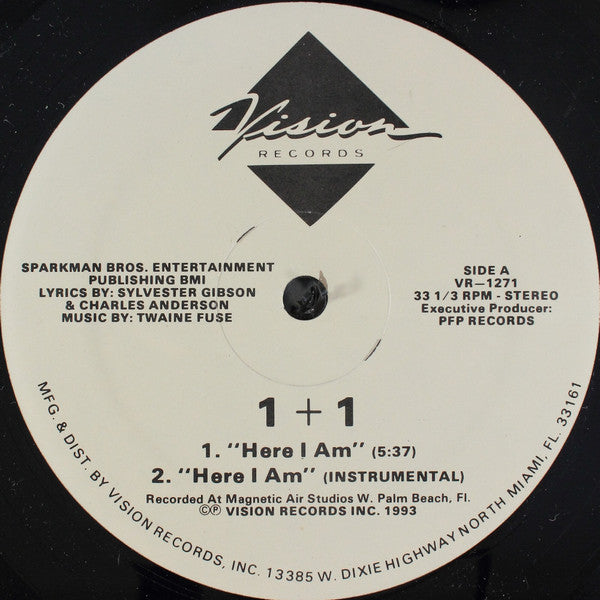 Vision
RECORDS
SPARKMAN BROS. ENTERTAINMENT
PUBLISHING BMI
LYRICS BY: SYLVESTER GIBSON
& CHARLES ANDERSON
MUSIC BY: TWAINE FUSE
SIDE A
VR—1271
33 1/3 RPM - STEREO
Executive Producer:
PFP RECORDS
1 + 1
1. "Here I Am" (5:37)
2. "Here I Am" (INSTRUMENTAL)
Recorded At Magnetic Air Studios W. Palm Beach, Fl.
©℗ VISION RECORDS INC. 1993
MFG. & DIST. BY VISION RECORDS, INC. 13385 W. DIXIE HIGHWAY NORTH MIAMI, FL. 33161